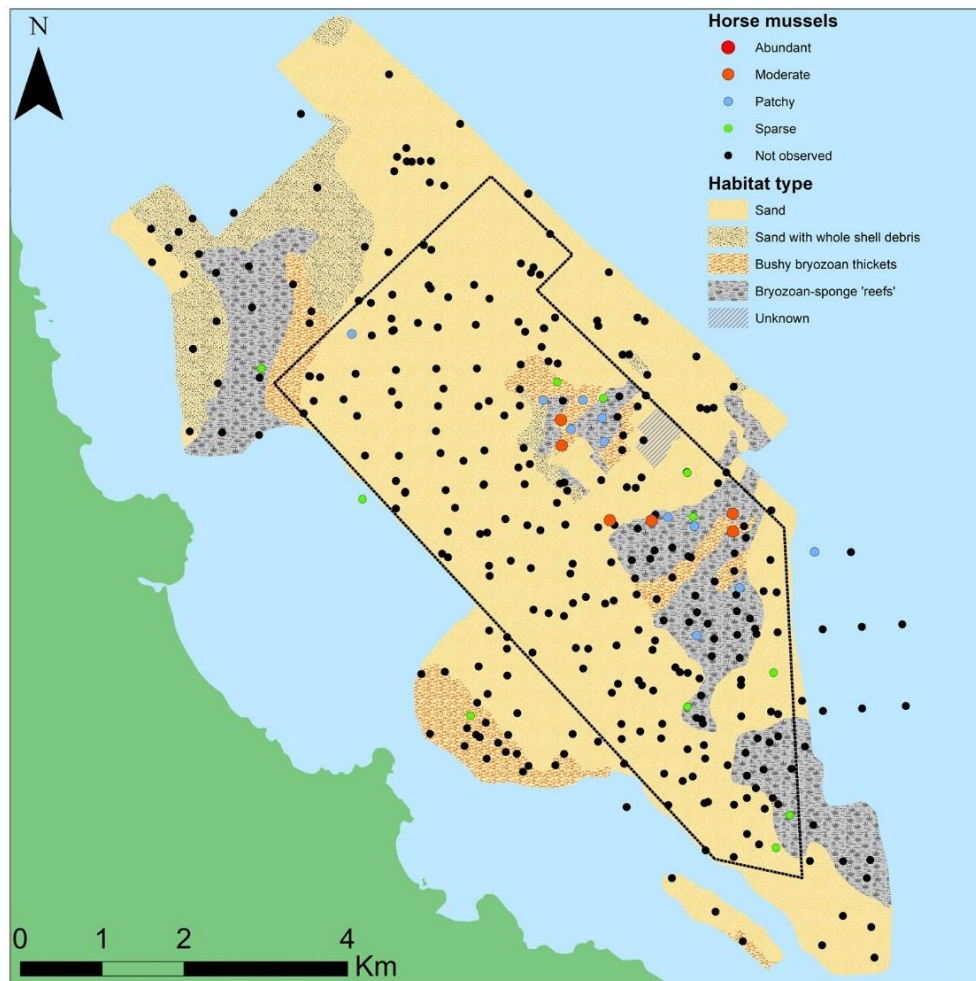 N
Horse mussels
Abundant
Moderate
Patchy
Sparse
Not observed
Habitat type
Sand
Sand with whole shell debris
Bushy bryozoan thickets
Bryozoan-sponge 'reefs'
Unknown
0 1 2 4
Km